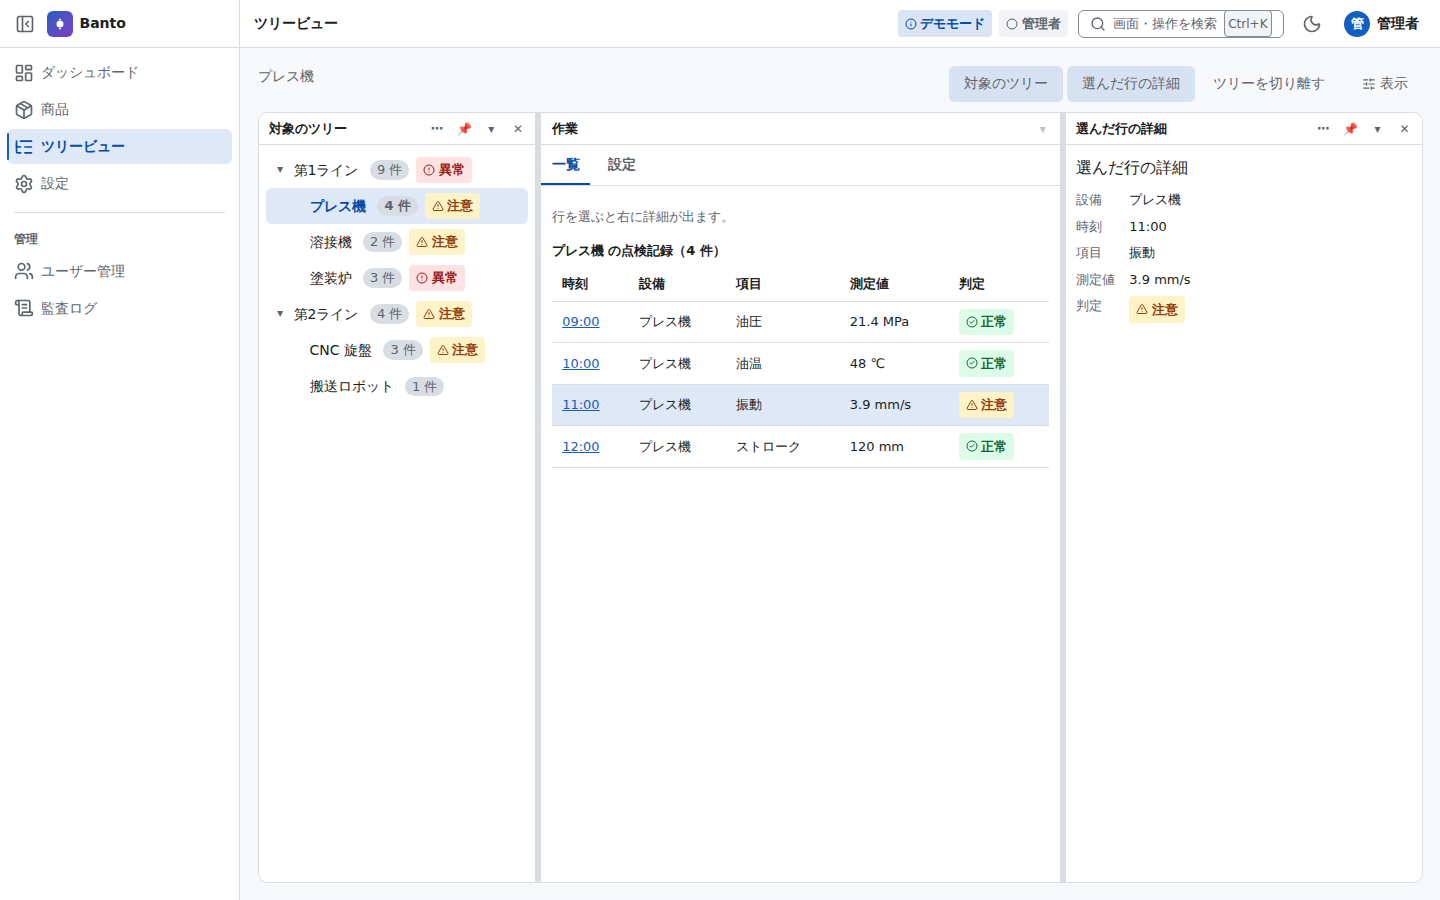 Banto
ツリービュー
デモモード
管理者
画面・操作を検索
Ctrl+K
管
管理者
ダッシュボード
商品
ツリービュー
設定
管理
ユーザー管理
監査ログ
プレス機
対象のツリー
選んだ行の詳細
ツリーを切り離す
表示
対象のツリー
第1ライン 9 件 異常
プレス機 4 件 注意
溶接機 2 件 注意
塗装炉 3 件 異常
第2ライン 4 件 注意
CNC 旋盤 3 件 注意
搬送ロボット 1 件
作業
一覧 設定
行を選ぶと右に詳細が出ます。
プレス機 の点検記録（4 件）
時刻 設備 項目 測定値 判定
09:00 プレス機 油圧 21.4 MPa 正常
10:00 プレス機 油温 48 ℃ 正常
11:00 プレス機 振動 3.9 mm/s 注意
12:00 プレス機 ストローク 120 mm 正常
選んだ行の詳細
選んだ行の詳細
設備 プレス機
時刻 11:00
項目 振動
測定値 3.9 mm/s
判定 注意